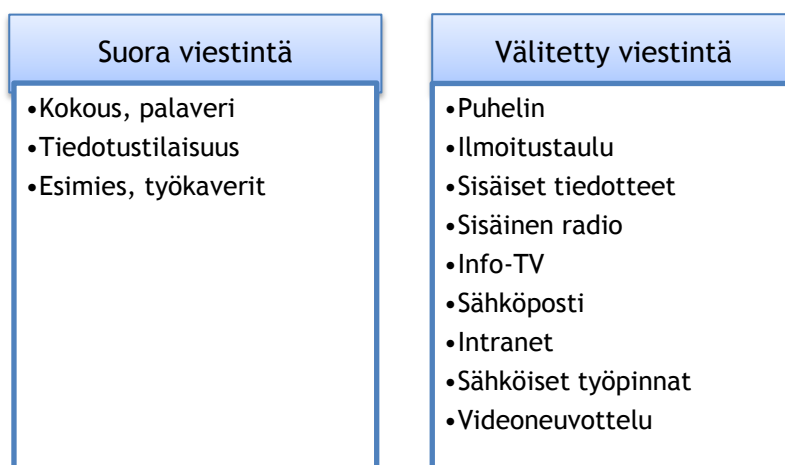 Suora viestintä
•Kokous, palaveri
•Tiedotustilaisuus
•Esimies, työkaverit
Välitetty viestintä
•Puhelin
•Ilmoitustaulu
•Sisäiset tiedotteet
•Sisäinen radio
•Info-TV
•Sähköposti
•Intranet
•Sähköiset työpinnat
•Videoneuvottelu